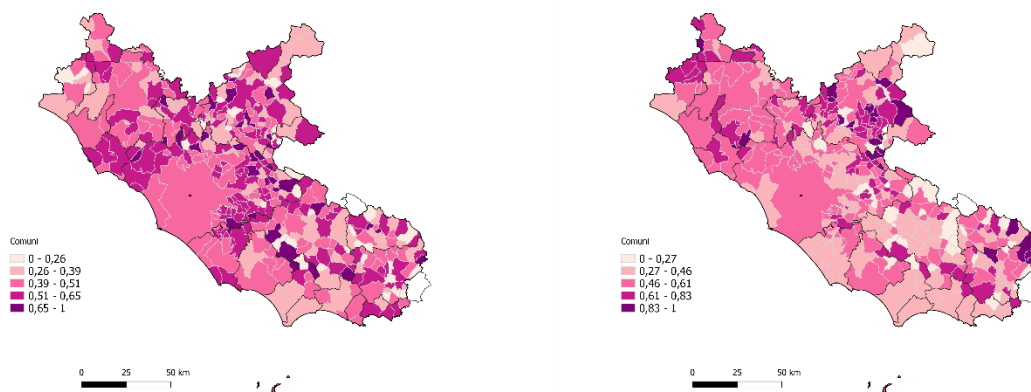 Comuni
0 - 0,26
0,26 - 0,39
0,39 - 0,51
0,51 - 0,65
0,65 - 1
0 25 50 km
Comuni
0 - 0,27
0,27 - 0,46
0,46 - 0,61
0,61 - 0,83
0,83 - 1
0 25 50 km